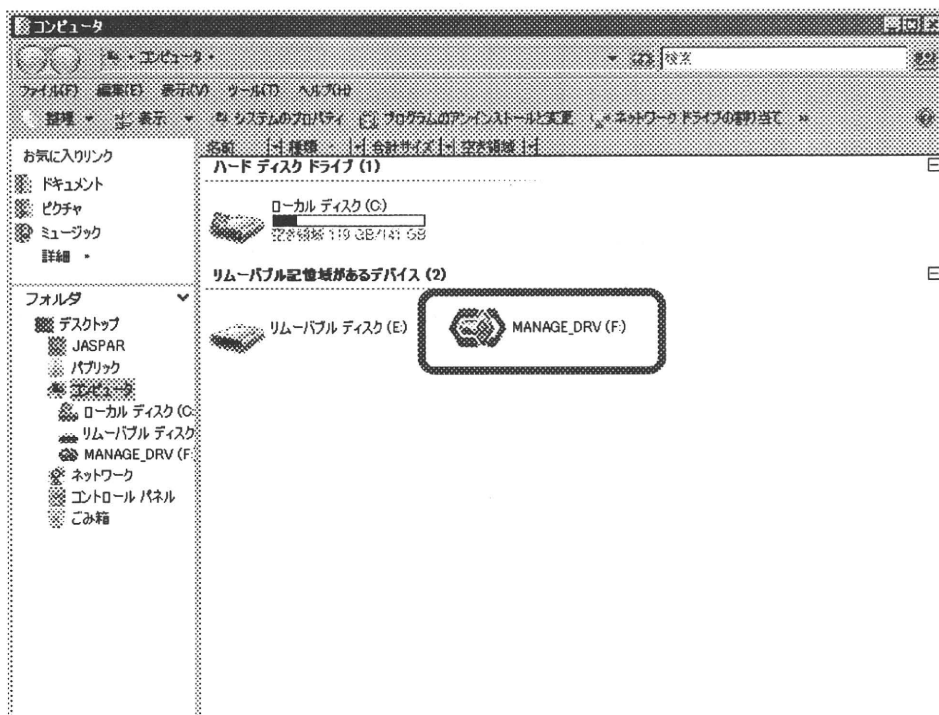 コンピュータ
コンピュータ
検索
ファイル(F) 編集(E) 表示(V) ツール(T) ヘルプ(H)
整理 表示 システムのプロパティ プログラムのアンインストールと変更 ネットワーク ドライブの割り当て »
お気に入りリンク
ドキュメント
ピクチャ
ミュージック
詳細
フォルダ
デスクトップ
JASPAR
パブリック
コンピュータ
ローカル ディスク (C:
リムーバブル ディスク
MANAGE_DRV (F:
ネットワーク
コントロール パネル
ごみ箱
名前 種類 合計サイズ 空き領域
ハード ディスク ドライブ (1)
ローカル ディスク (C:)
空き領域 119 GB/141 GB
リムーバブル記憶域があるデバイス (2)
リムーバブル ディスク (E:)
MANAGE_DRV (F:)